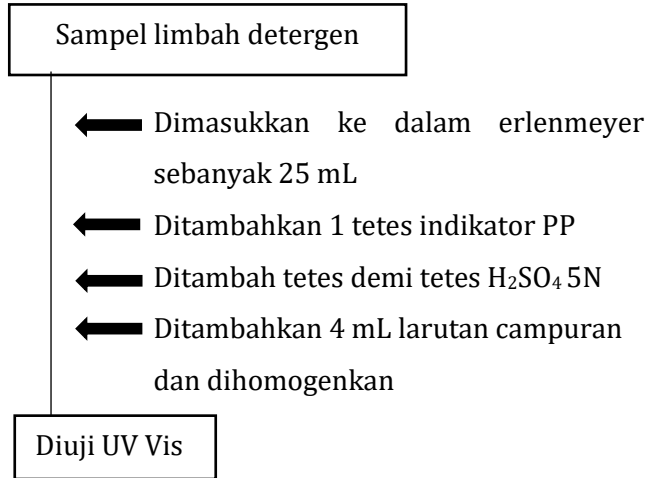 Sampel limbah detergen
Dimasukkan ke dalam erlenmeyer
sebanyak 25 mL
Ditambahkan 1 tetes indikator PP
Ditambah tetes demi tetes H₂SO₄ 5N
Ditambahkan 4 mL larutan campuran
dan dihomogenkan
Diuji UV Vis